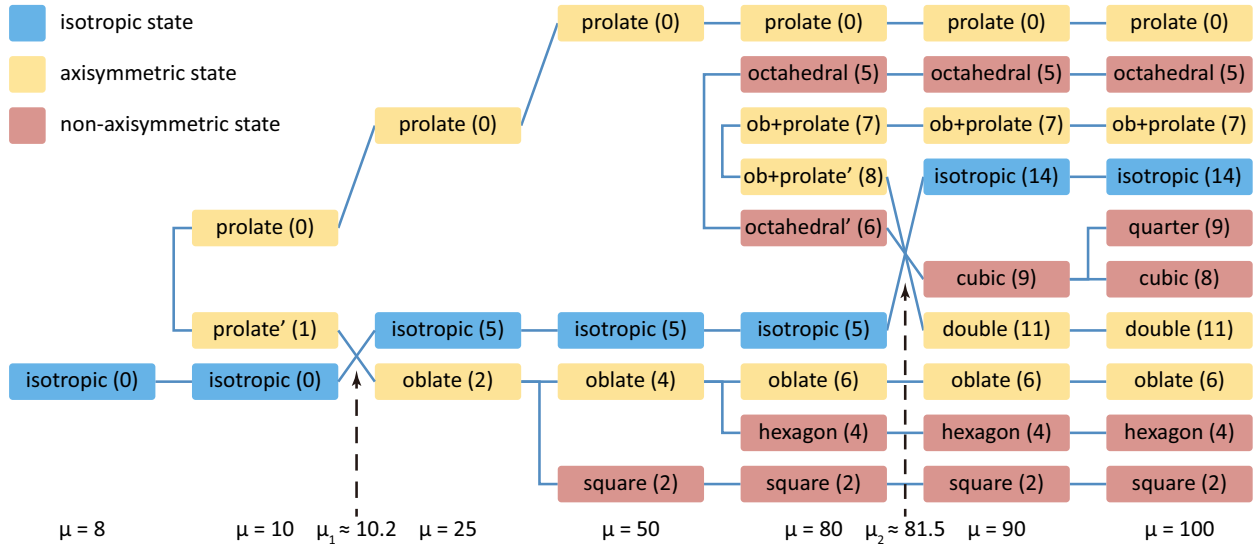 isotropic state
axisymmetric state
non-axisymmetric state
prolate (0) prolate (0) prolate (0) prolate (0)
octahedral (5) octahedral (5) octahedral (5)
prolate (0) ob+prolate (7) ob+prolate (7) ob+prolate (7)
ob+prolate’ (8) isotropic (14) isotropic (14)
prolate (0) octahedral’ (6) quarter (9)
cubic (9) cubic (8)
prolate’ (1) isotropic (5) isotropic (5) isotropic (5) double (11) double (11)
isotropic (0) isotropic (0) oblate (2) oblate (4) oblate (6) oblate (6) oblate (6)
hexagon (4) hexagon (4) hexagon (4)
square (2) square (2) square (2) square (2)
μ = 8 μ = 10 μ₁ ≈ 10.2 μ = 25 μ = 50 μ = 80 μ₂ ≈ 81.5 μ = 90 μ = 100